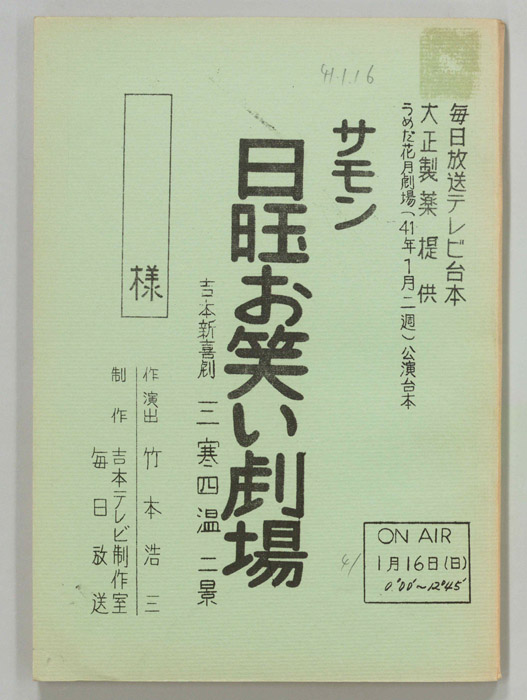 41.1.16
毎日放送テレビ台本
大正製薬提供
うめだ花月劇場(41年1月二週)公演台本
サモン
日曜お笑い劇場
吉本新喜劇 三寒四温 二景
様
作演出 竹本浩三
制作 吉本テレビ制作室
毎日放送
ON AIR
1月16日(日)
0'00"~12'45"
41